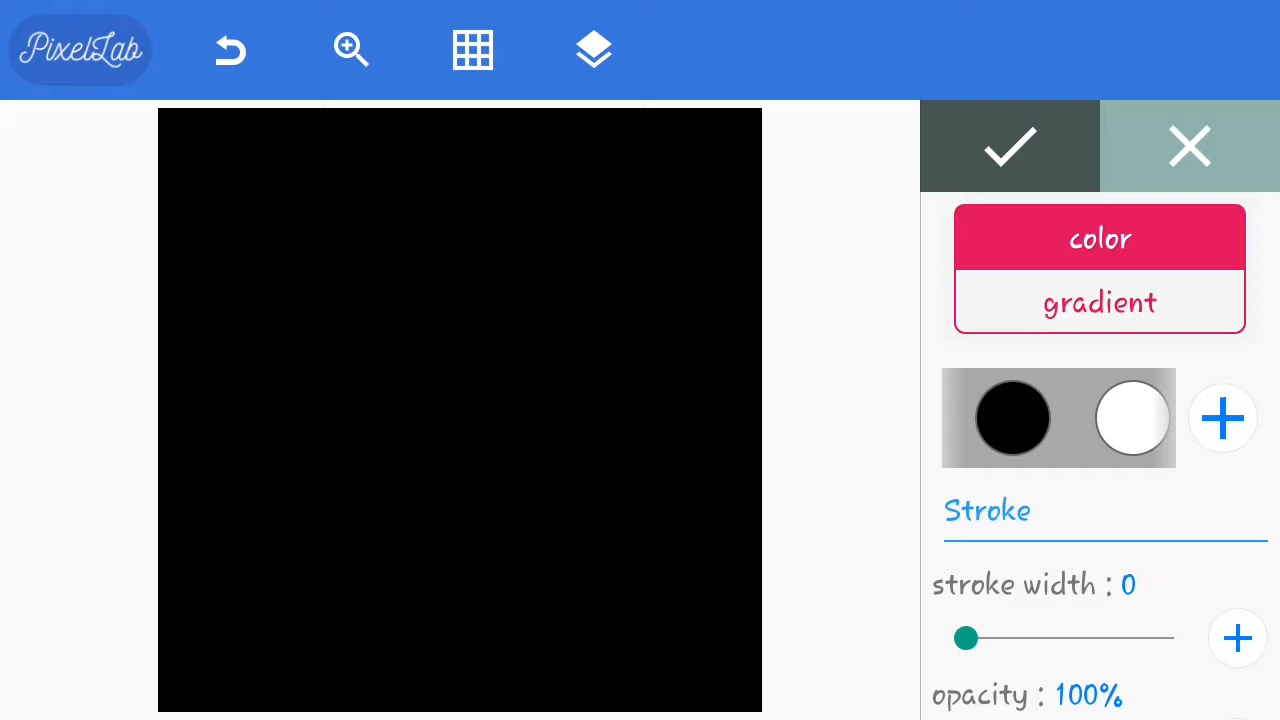 PixelLab
color
gradient
Stroke
stroke width : 0
opacity : 100%